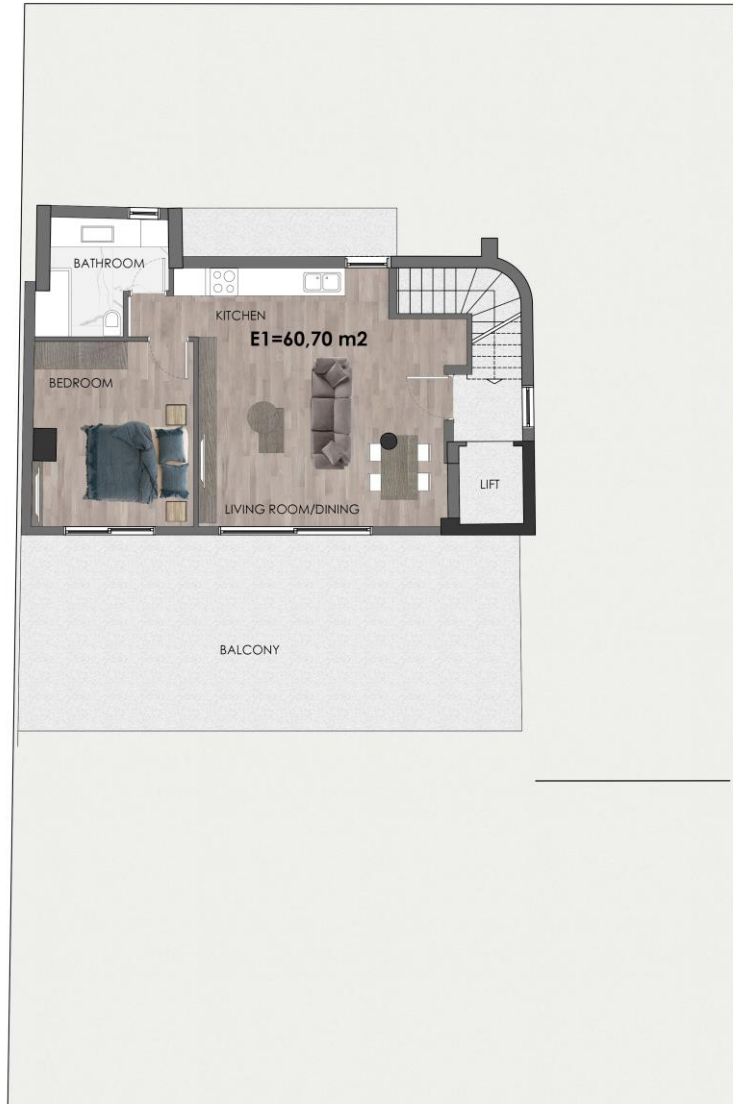 BATHROOM
KITCHEN
E1=60,70 m2
BEDROOM
LIFT
LIVING ROOM/DINING
BALCONY